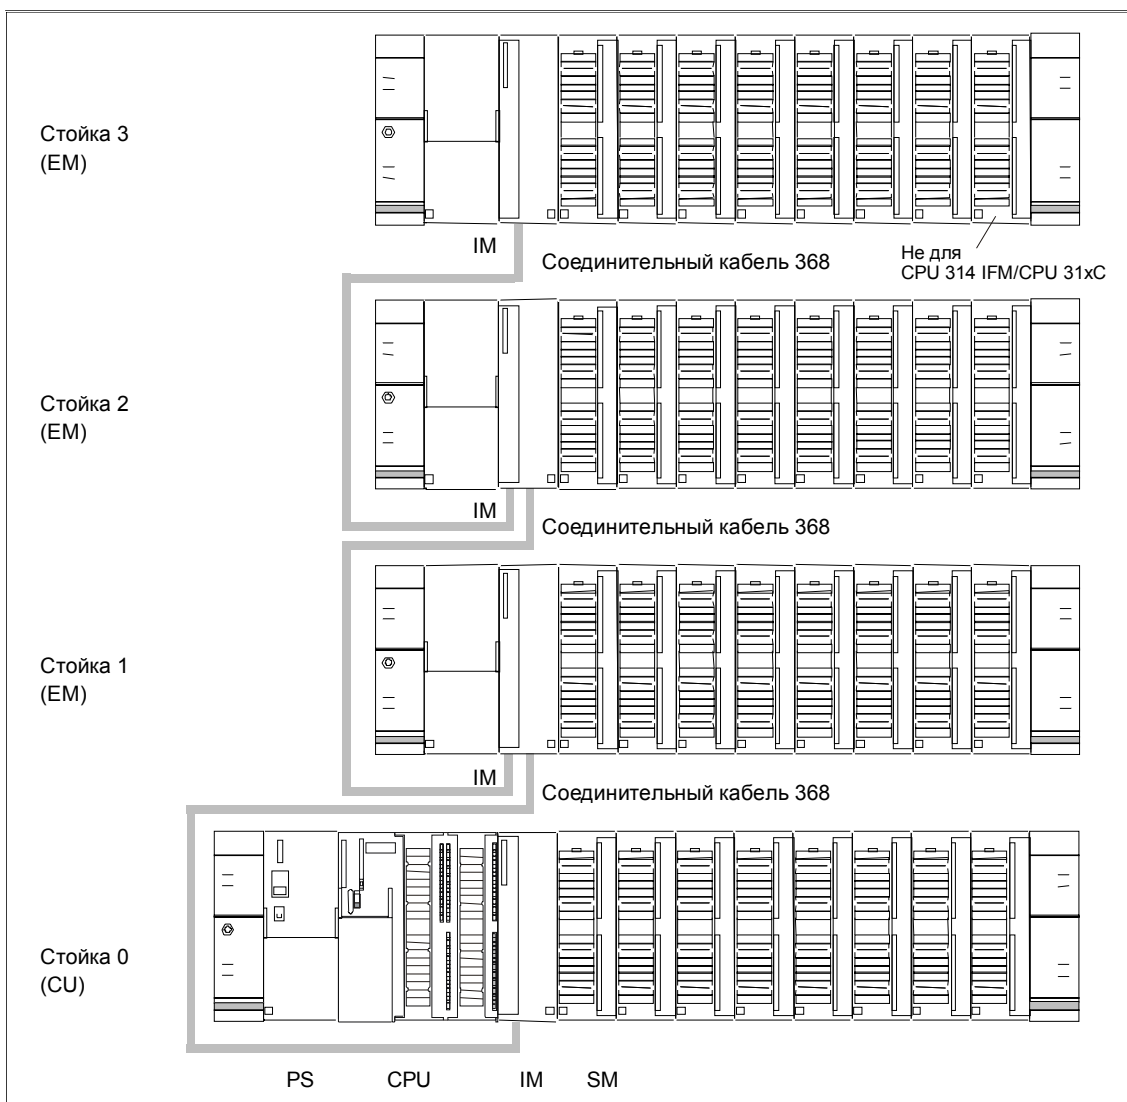 Стойка 3
(EM)
IM
Соединительный кабель 368
Не для
CPU 314 IFM/CPU 31xC
Стойка 2
(EM)
IM
Соединительный кабель 368
Стойка 1
(EM)
IM
Соединительный кабель 368
Стойка 0
(CU)
PS CPU IM SM